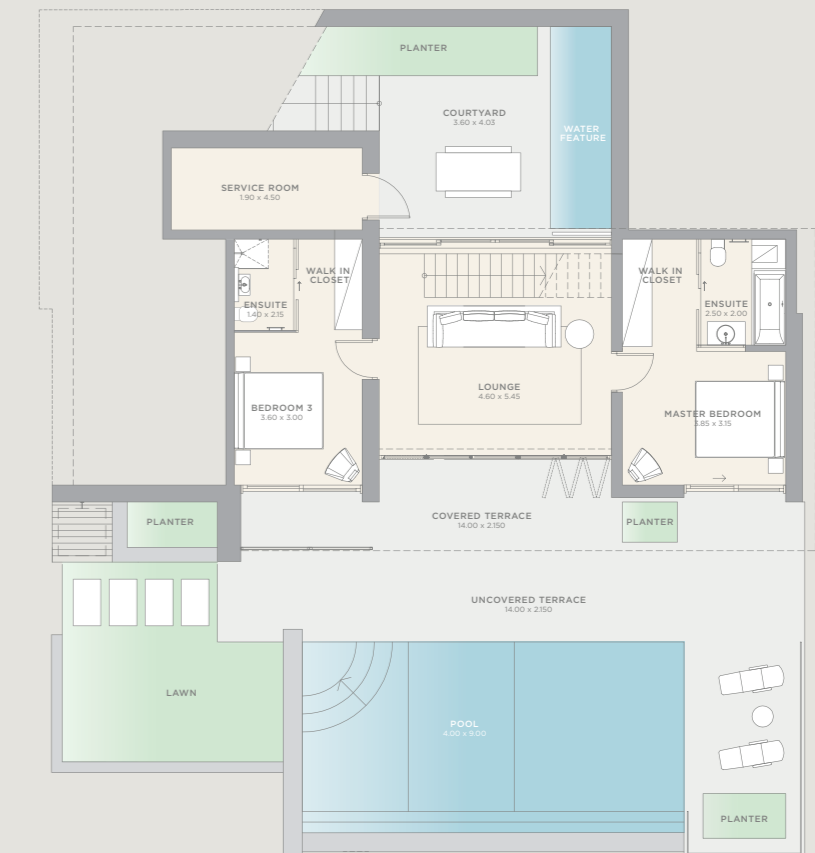 PLANTER
COURTYARD
3.60 x 4.03
WATER
FEATURE
SERVICE ROOM
1.90 x 4.50
WALK IN
CLOSET
ENSUITE
1.40 x 2.15
WALK IN
CLOSET
ENSUITE
2.50 x 2.00
LOUNGE
4.60 x 5.45
BEDROOM 3
3.60 x 3.00
MASTER BEDROOM
3.85 x 3.15
PLANTER
COVERED TERRACE
14.00 x 2.150
PLANTER
UNCOVERED TERRACE
14.00 x 2.150
LAWN
POOL
4.00 x 9.00
PLANTER